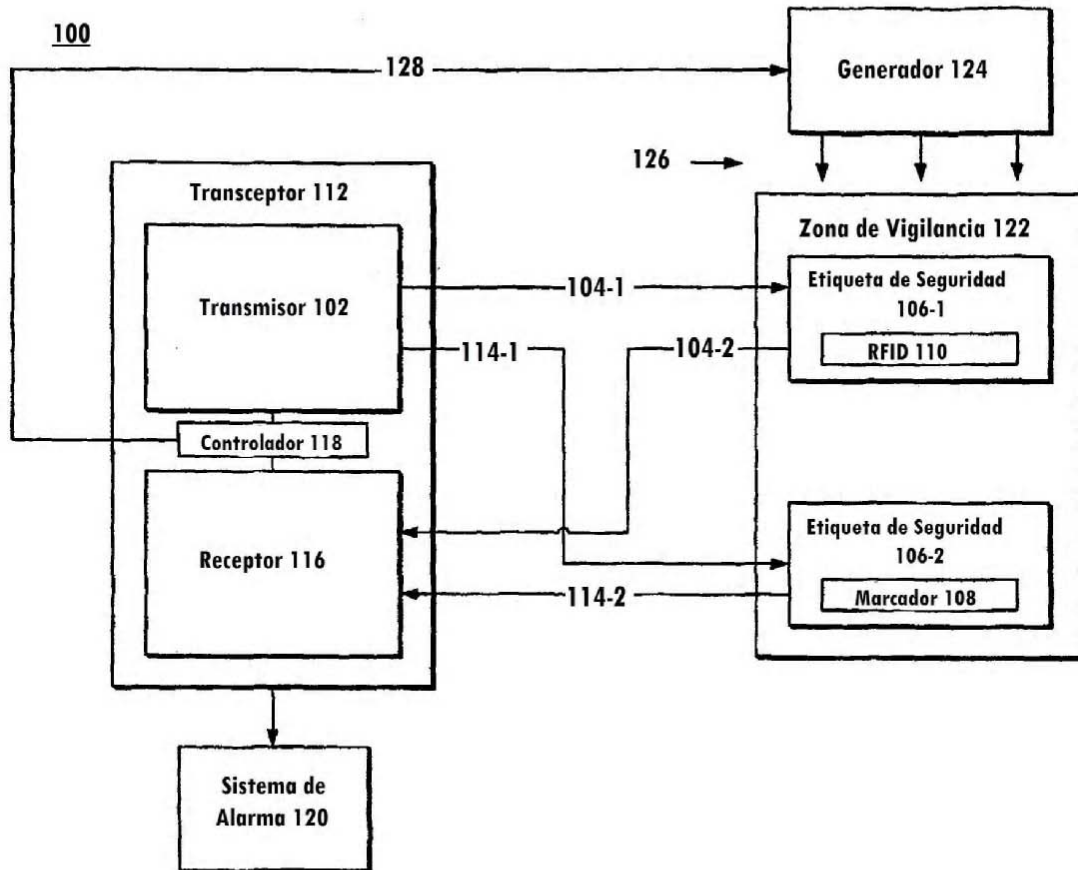 100
128
Generador 124
126
Transceptor 112
Zona de Vigilancia 122
Transmisor 102
104-1
Etiqueta de Seguridad
106-1
RFID 110
114-1
104-2
Controlador 118
Receptor 116
Etiqueta de Seguridad
106-2
Marcador 108
114-2
Sistema de
Alarma 120